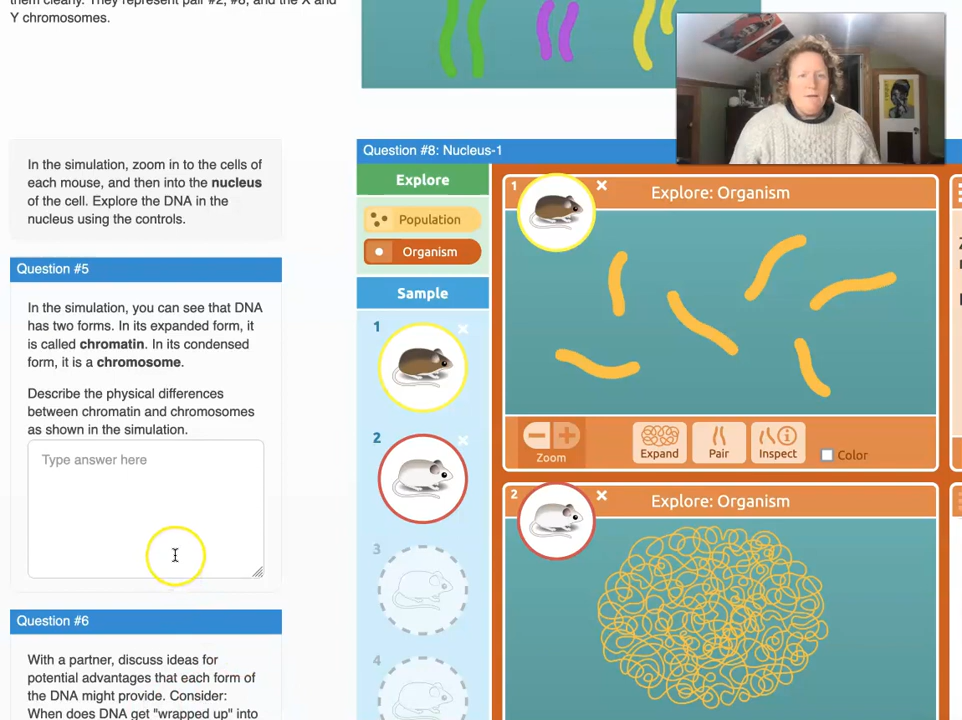 them clearly. They represent pair #2, #8, and the X and
Y chromosomes.
In the simulation, zoom in to the cells of
each mouse, and then into the nucleus
of the cell. Explore the DNA in the
nucleus using the controls.
Question #5
In the simulation, you can see that DNA
has two forms. In its expanded form, it
is called chromatin. In its condensed
form, it is a chromosome.
Describe the physical differences
between chromatin and chromosomes
as shown in the simulation.
Type answer here
Question #6
With a partner, discuss ideas for
potential advantages that each form of
the DNA might provide. Consider:
When does DNA get "wrapped up" into
Question #8: Nucleus-1
Explore
Population
Organism
Sample
1
2
3
4
1
Explore: Organism
Zoom
Expand
Pair
Inspect
Color
2
Explore: Organism